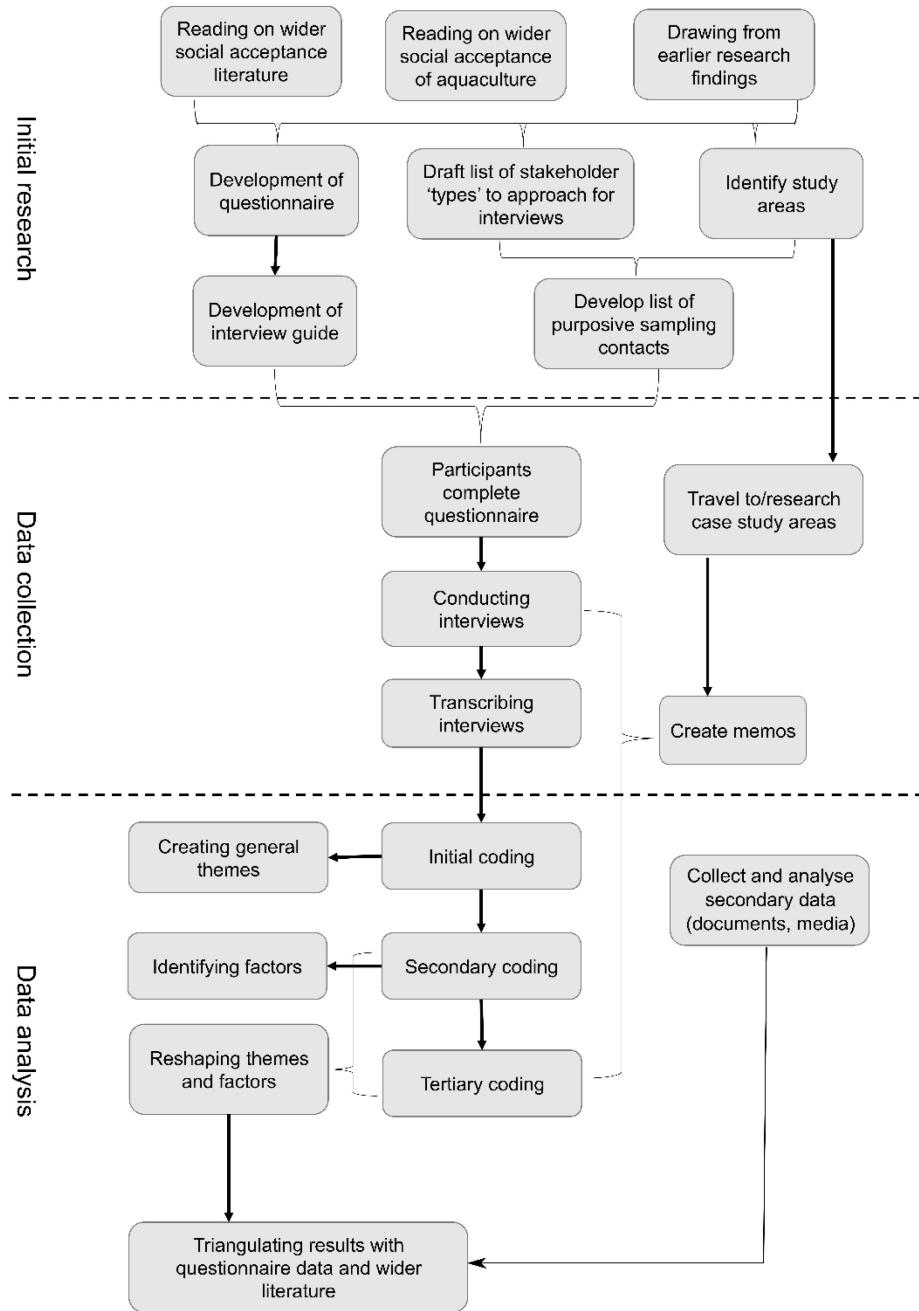 Initial research
Reading on wider
social acceptance
literature
Reading on wider
social acceptance
of aquaculture
Drawing from
earlier research
findings
Development of
questionnaire
Draft list of stakeholder
‘types’ to approach for
interviews
Identify study
areas
Development of
interview guide
Develop list of
purposive sampling
contacts
Data collection
Participants
complete
questionnaire
Travel to/research
case study areas
Conducting
interviews
Transcribing
interviews
Create memos
Data analysis
Creating general
themes
Initial coding
Collect and analyse
secondary data
(documents, media)
Identifying factors
Secondary coding
Reshaping themes
and factors
Tertiary coding
Triangulating results with
questionnaire data and wider
literature